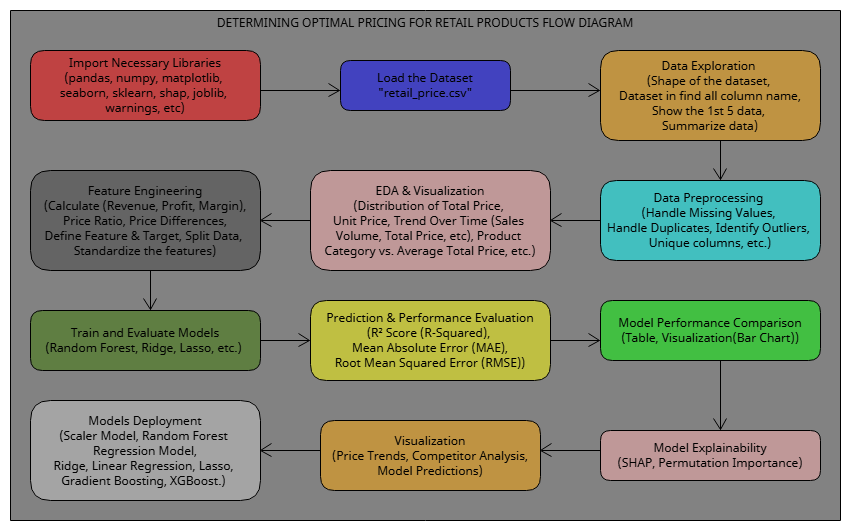 DETERMINING OPTIMAL PRICING FOR RETAIL PRODUCTS FLOW DIAGRAM
Import Necessary Libraries
(pandas, numpy, matplotlib,
seaborn, sklearn, shap, joblib,
warnings, etc)
Load the Dataset
"retail_price.csv"
Data Exploration
(Shape of the dataset,
Dataset in find all column name,
Show the 1st 5 data,
Summarize data)
Feature Engineering
(Calculate (Revenue, Profit, Margin),
Price Ratio, Price Differences,
Define Feature & Target, Split Data,
Standardize the features)
EDA & Visualization
(Distribution of Total Price,
Unit Price, Trend Over Time (Sales
Volume, Total Price, etc), Product
Category vs. Average Total Price, etc.)
Data Preprocessing
(Handle Missing Values,
Handle Duplicates, Identify Outliers,
Unique columns, etc.)
Train and Evaluate Models
(Random Forest, Ridge, Lasso, etc.)
Prediction & Performance Evaluation
(R² Score (R-Squared),
Mean Absolute Error (MAE),
Root Mean Squared Error (RMSE))
Model Performance Comparison
(Table, Visualization(Bar Chart))
Models Deployment
(Scaler Model, Random Forest
Regression Model,
Ridge, Linear Regression, Lasso,
Gradient Boosting, XGBoost.)
Visualization
(Price Trends, Competitor Analysis,
Model Predictions)
Model Explainability
(SHAP, Permutation Importance)